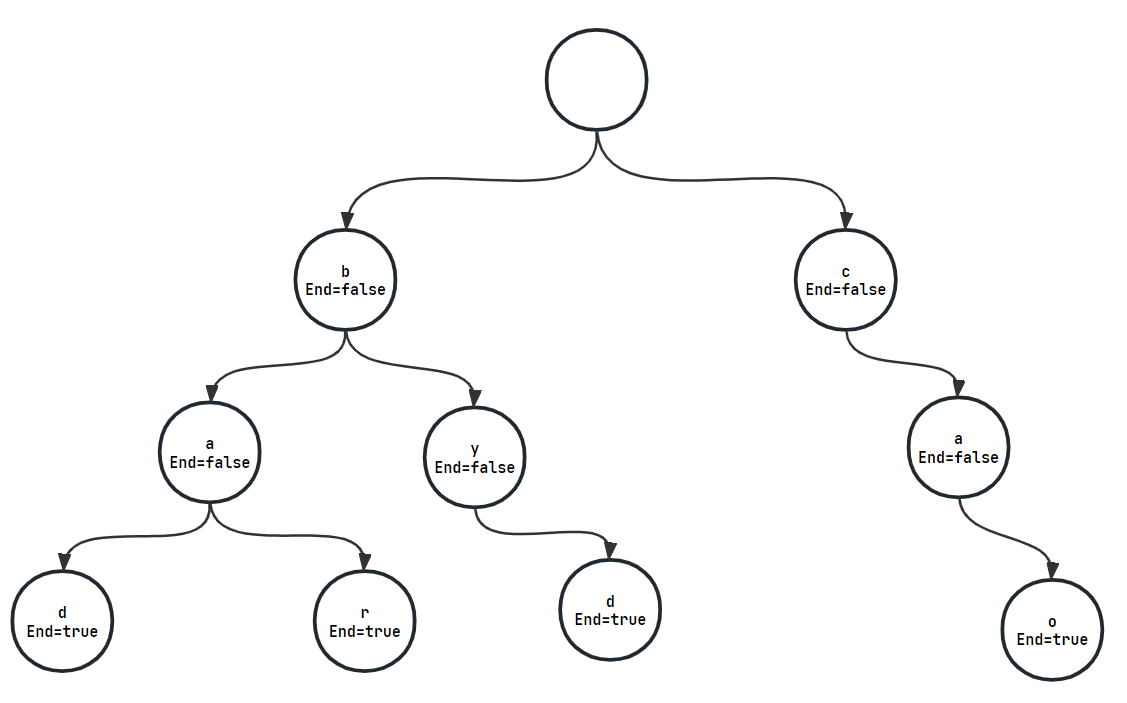 b
End=false
c
End=false
a
End=false
y
End=false
a
End=false
d
End=true
r
End=true
d
End=true
o
End=true